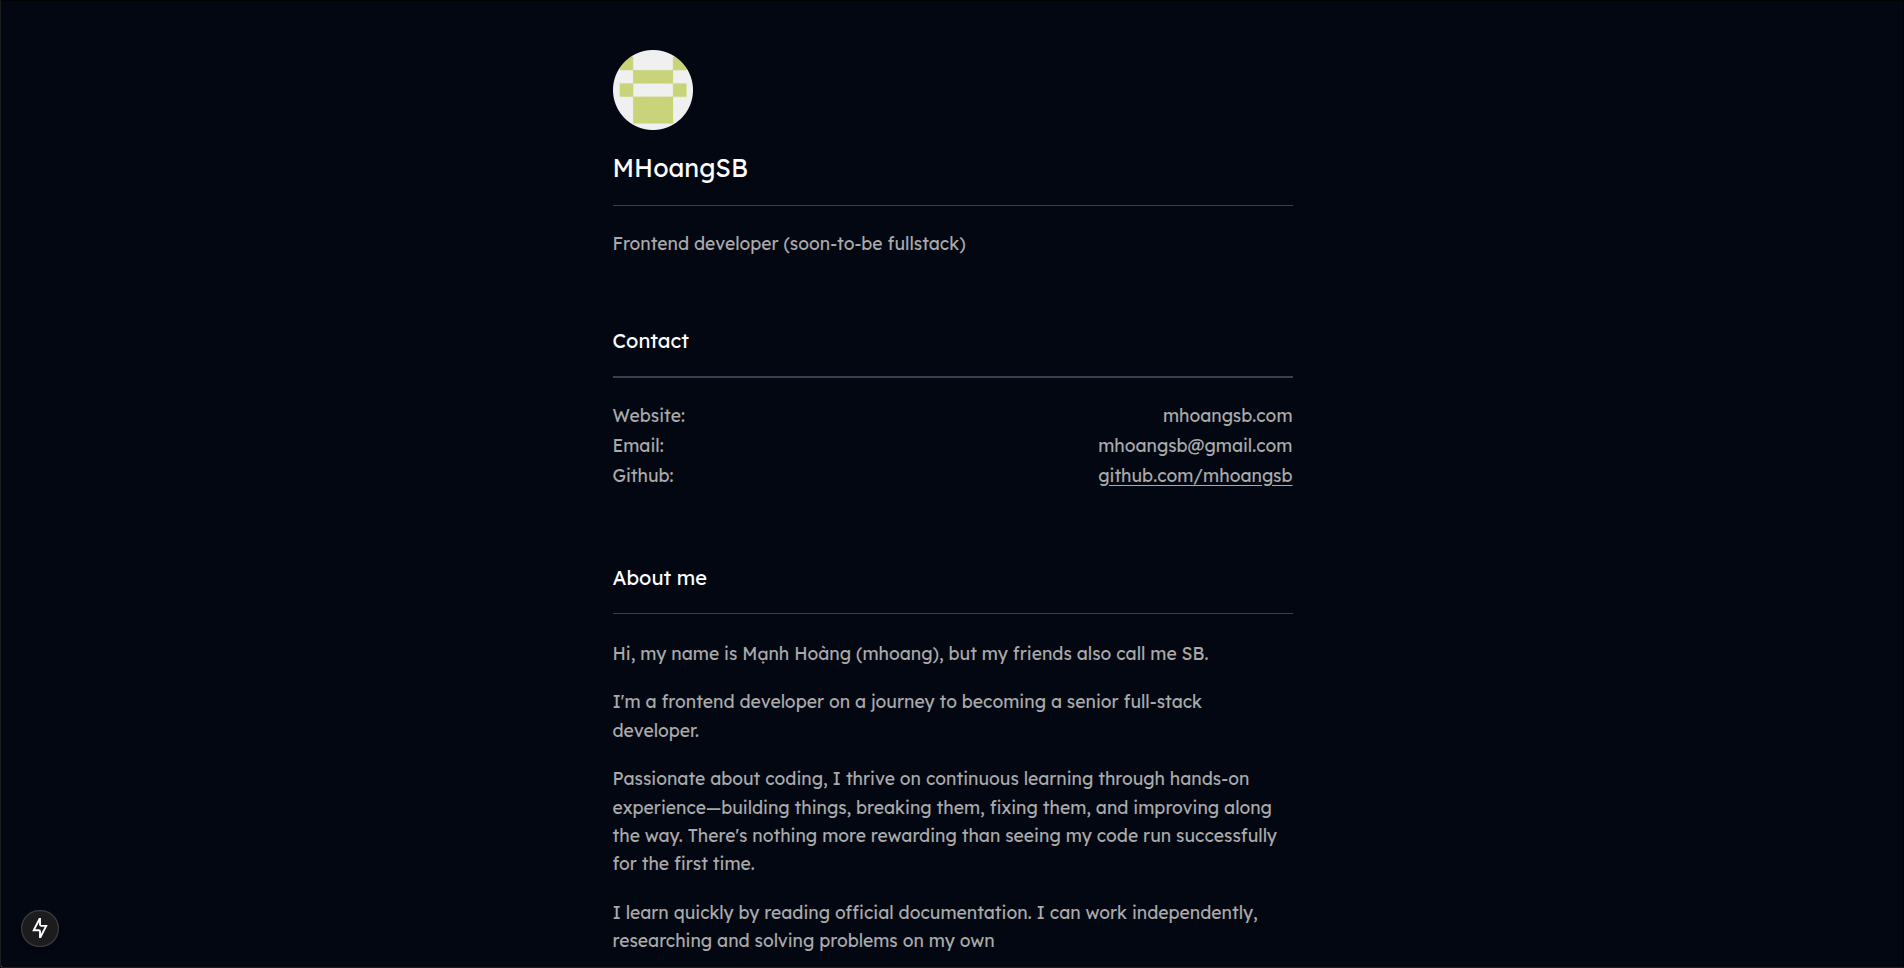 MHoangSB
Frontend developer (soon-to-be fullstack)
Contact
Website: mhoangsb.com
Email: mhoangsb@gmail.com
Github: github.com/mhoangsb
About me
Hi, my name is Mạnh Hoàng (mhoang), but my friends also call me SB.
I'm a frontend developer on a journey to becoming a senior full-stack
developer.
Passionate about coding, I thrive on continuous learning through hands-on
experience—building things, breaking them, fixing them, and improving along
the way. There's nothing more rewarding than seeing my code run successfully
for the first time.
I learn quickly by reading official documentation. I can work independently,
researching and solving problems on my own